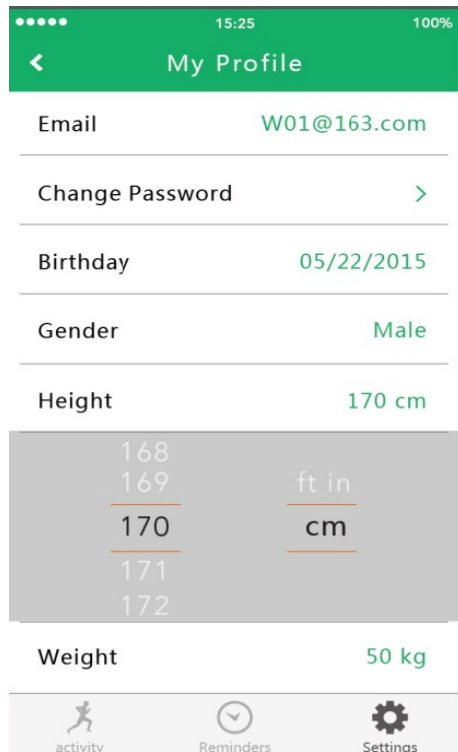 15:25 100%
My Profile
Email W01@163.com
Change Password >
Birthday 05/22/2015
Gender Male
Height 170 cm
168
169 ft in
170 cm
171
172
Weight 50 kg
activity Reminders Settings